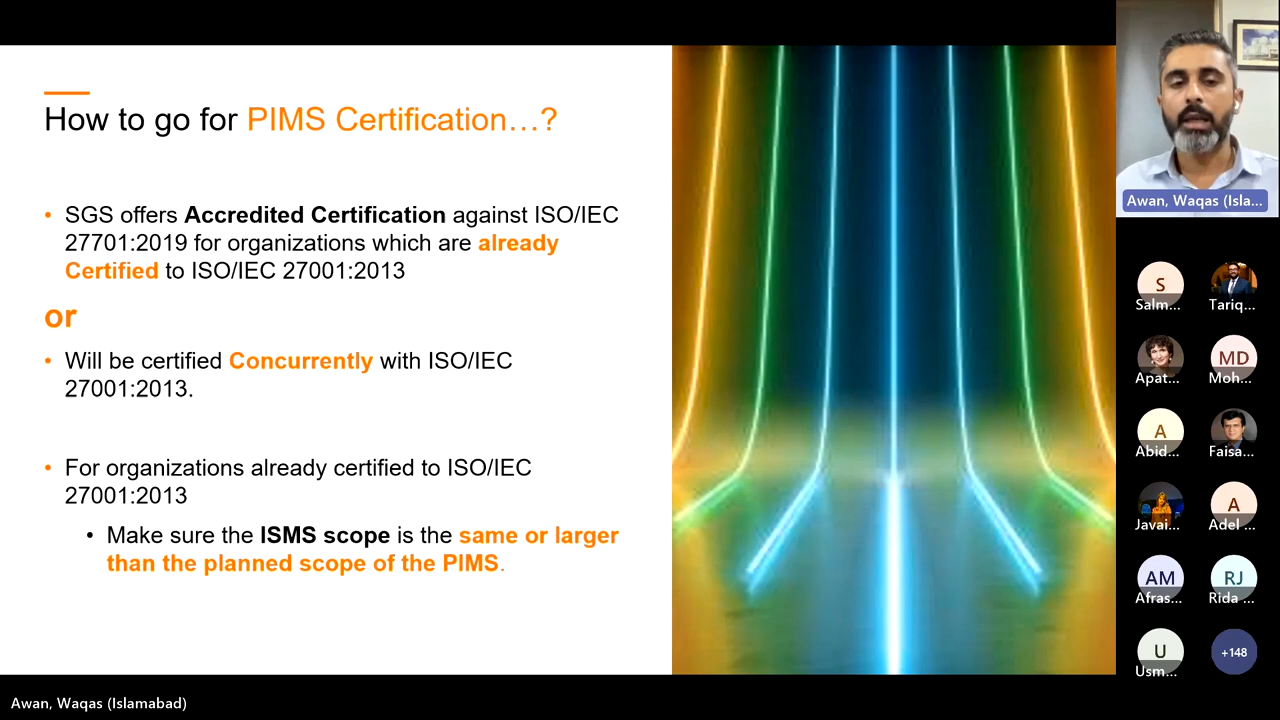 How to go for PIMS Certification…?
• SGS offers Accredited Certification against ISO/IEC
27701:2019 for organizations which are already
Certified to ISO/IEC 27001:2013
or
• Will be certified Concurrently with ISO/IEC
27001:2013.
• For organizations already certified to ISO/IEC
27001:2013
• Make sure the ISMS scope is the same or larger
than the planned scope of the PIMS.
Awan, Waqas (Isla...
S
Salm...
Tariq...
Apat...
MD
Moh...
A
Abid...
Faisa...
Javai...
A
Adel ...
AM
Afras...
RJ
Rida ...
U
Usm...
+148
Awan, Waqas (Islamabad)